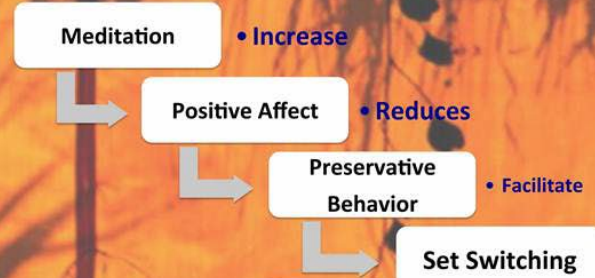 Meditation • Increase
Positive Affect • Reduces
Preservative
Behavior
• Facilitate
Set Switching